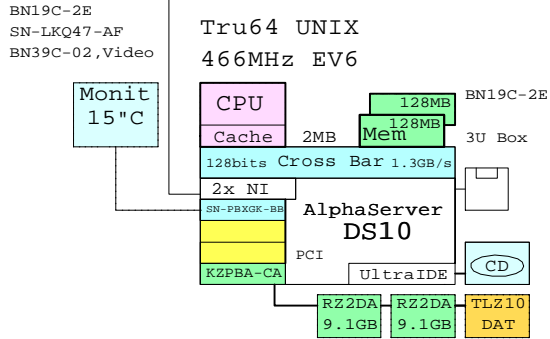 BN19C-2E
SN-LKQ47-AF
BN39C-02,Video
Tru64 UNIX
466MHz EV6
Monit
15"C
CPU
Cache
2MB
128MB
128MB
Mem
BN19C-2E
3U Box
128bits Cross Bar 1.3GB/s
2x NI
SN-PBXGK-BB
AlphaServer
DS10
PCI
KZPBA-CA
UltraIDE
CD
RZ2DA
9.1GB
RZ2DA
9.1GB
TLZ10
DAT